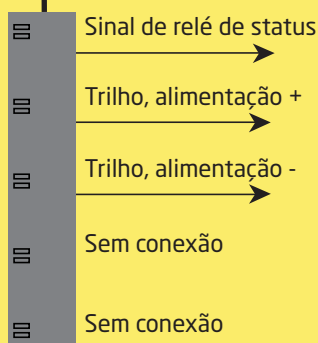 Sinal de relé de status
Trilho, alimentação +
Trilho, alimentação -
Sem conexão
Sem conexão